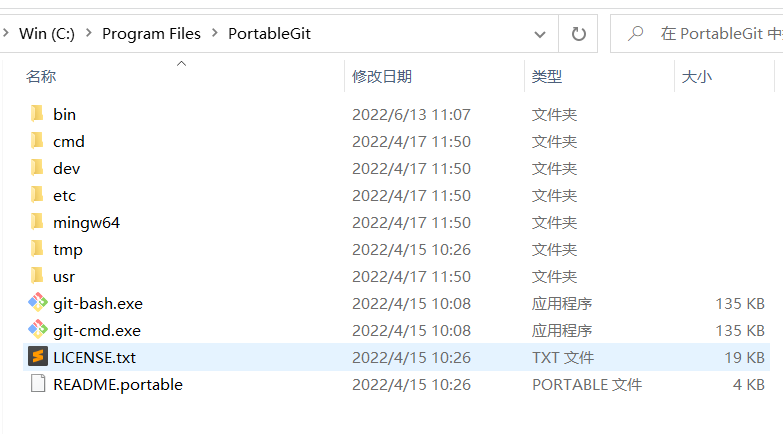 Win (C:) Program Files PortableGit 在 PortableGit 中
名称 修改日期 类型 大小
bin 2022/6/13 11:07 文件夹
cmd 2022/4/17 11:50 文件夹
dev 2022/4/17 11:50 文件夹
etc 2022/4/17 11:50 文件夹
mingw64 2022/4/17 11:50 文件夹
tmp 2022/4/15 10:26 文件夹
usr 2022/4/17 11:50 文件夹
git-bash.exe 2022/4/15 10:08 应用程序 135 KB
git-cmd.exe 2022/4/15 10:08 应用程序 135 KB
LICENSE.txt 2022/4/15 10:26 TXT 文件 19 KB
README.portable 2022/4/15 10:26 PORTABLE 文件 4 KB